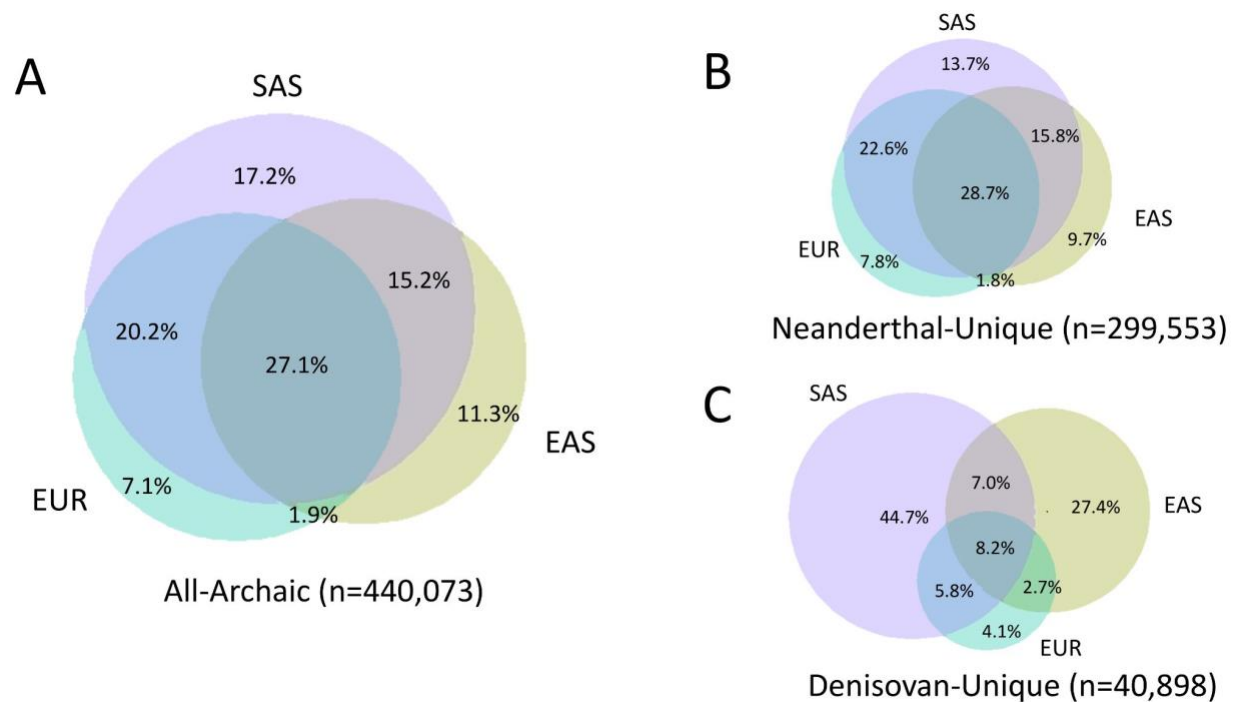 A
SAS
17.2%
15.2%
20.2%
27.1%
11.3%
EAS
7.1%
EUR
1.9%
All-Archaic (n=440,073)
B
SAS
13.7%
15.8%
22.6%
28.7%
EAS
9.7%
EUR
7.8%
1.8%
Neanderthal-Unique (n=299,553)
C
SAS
7.0%
44.7%
27.4%
EAS
8.2%
5.8%
2.7%
4.1%
EUR
Denisovan-Unique (n=40,898)